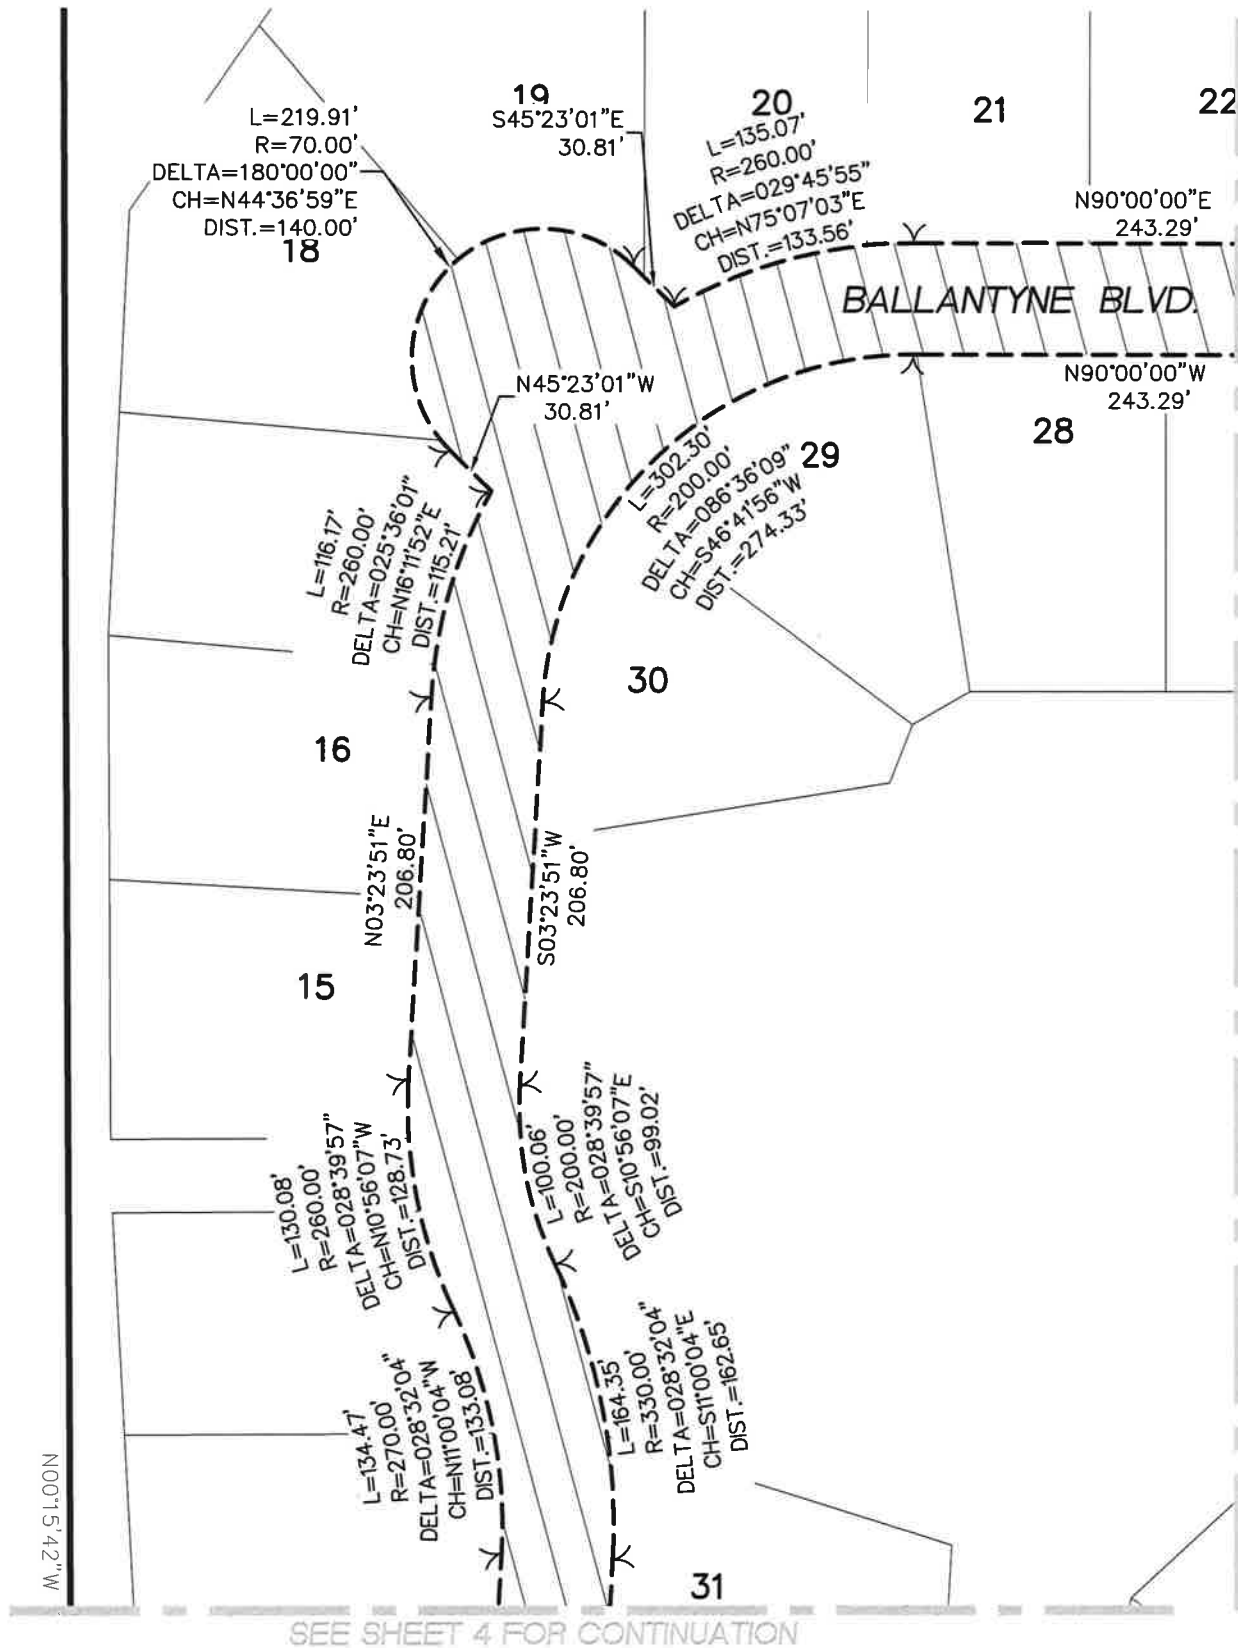 19
20
21
22
L=219.91'
R=70.00'
DELTA=180°00'00"
CH=N44°36'59"E
DIST.=140.00'
18
S45°23'01"E
30.81'
L=135.07'
R=260.00'
DELTA=029°45'55"
CH=N75°07'03"E
DIST.=133.56'
N90°00'00"E
243.29'
BALLANTYNE BLVD.
N90°00'00"W
243.29'
N45°23'01"W
30.81'
28
29
L=302.30'
R=200.00'
DELTA=086°36'09"
CH=S46°41'56"W
DIST.=274.33'
L=116.17'
R=260.00'
DELTA=025°36'01"
CH=N16°11'52"E
DIST.=115.21'
30
16
N03°23'51"E
206.80'
S03°23'51"W
206.80'
15
L=130.08'
R=260.00'
DELTA=028°39'57"
CH=N10°56'07"W
DIST.=128.73'
L=100.06'
R=200.00'
DELTA=028°39'57"
CH=S10°56'07"E
DIST.=99.02'
L=134.47'
R=270.00'
DELTA=028°32'04"
CH=N11°00'04"W
DIST.=133.08'
L=164.35'
R=330.00'
DELTA=028°32'04"
CH=S11°00'04"E
DIST.=162.65'
N00°15'42"W
31
SEE SHEET 4 FOR CONTINUATION